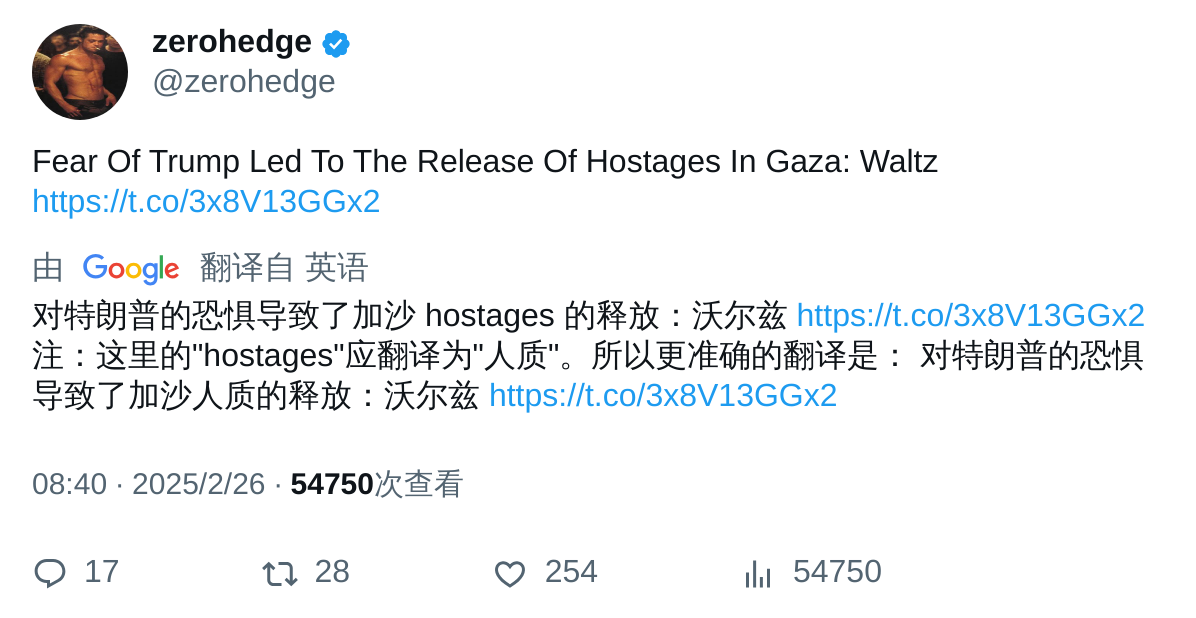 zerohedge
@zerohedge
Fear Of Trump Led To The Release Of Hostages In Gaza: Waltz
https://t.co/3x8V13GGx2
由 Google 翻译自 英语
对特朗普的恐惧导致了加沙 hostages 的释放：沃尔兹 https://t.co/3x8V13GGx2
注：这里的"hostages"应翻译为"人质"。所以更准确的翻译是： 对特朗普的恐惧
导致了加沙人质的释放：沃尔兹 https://t.co/3x8V13GGx2
08:40 · 2025/2/26 · 54750次查看
17 28 254 54750